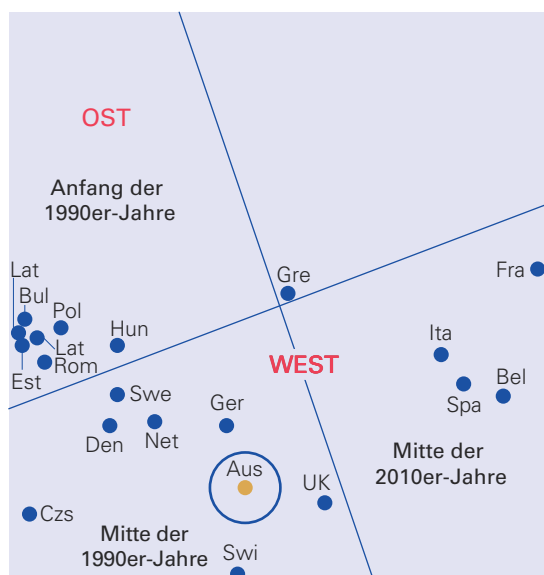 OST
Anfang der
1990er-Jahre
Lat
Bul
Pol
Hun
Lat
Rom
Est
Gre
Fra
Ita
WEST
Spa
Bel
Swe
Den
Net
Ger
Aus
UK
Mitte der
2010er-Jahre
Czs
Mitte der
1990er-Jahre
Swi